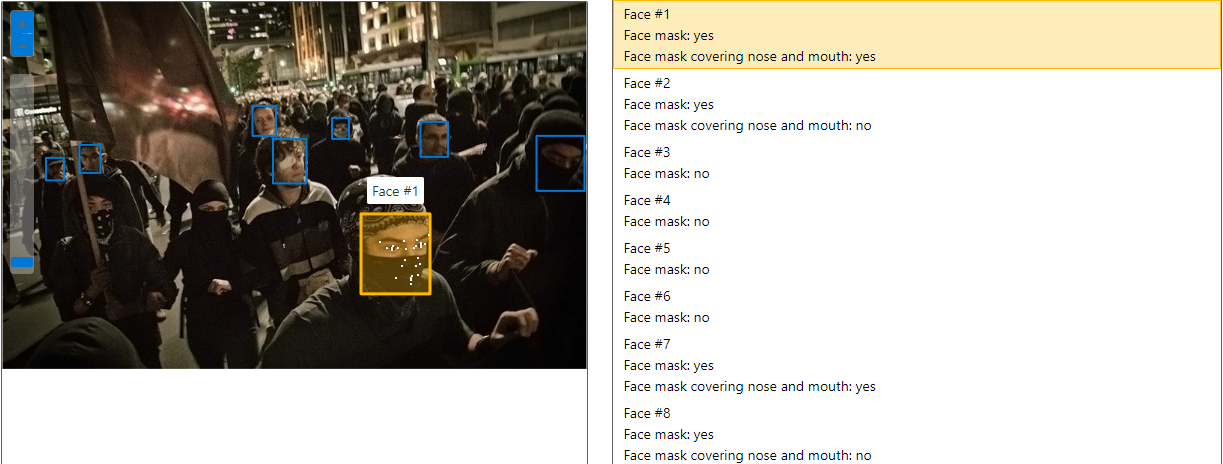 Face #1
Face #1
Face mask: yes
Face mask covering nose and mouth: yes
Face #2
Face mask: yes
Face mask covering nose and mouth: no
Face #3
Face mask: no
Face #4
Face mask: no
Face #5
Face mask: no
Face #6
Face mask: no
Face #7
Face mask: yes
Face mask covering nose and mouth: yes
Face #8
Face mask: yes
Face mask covering nose and mouth: no